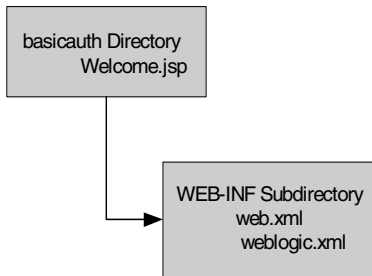 basicauth Directory
Welcome.jsp
WEB-INF Subdirectory
web.xml
weblogic.xml